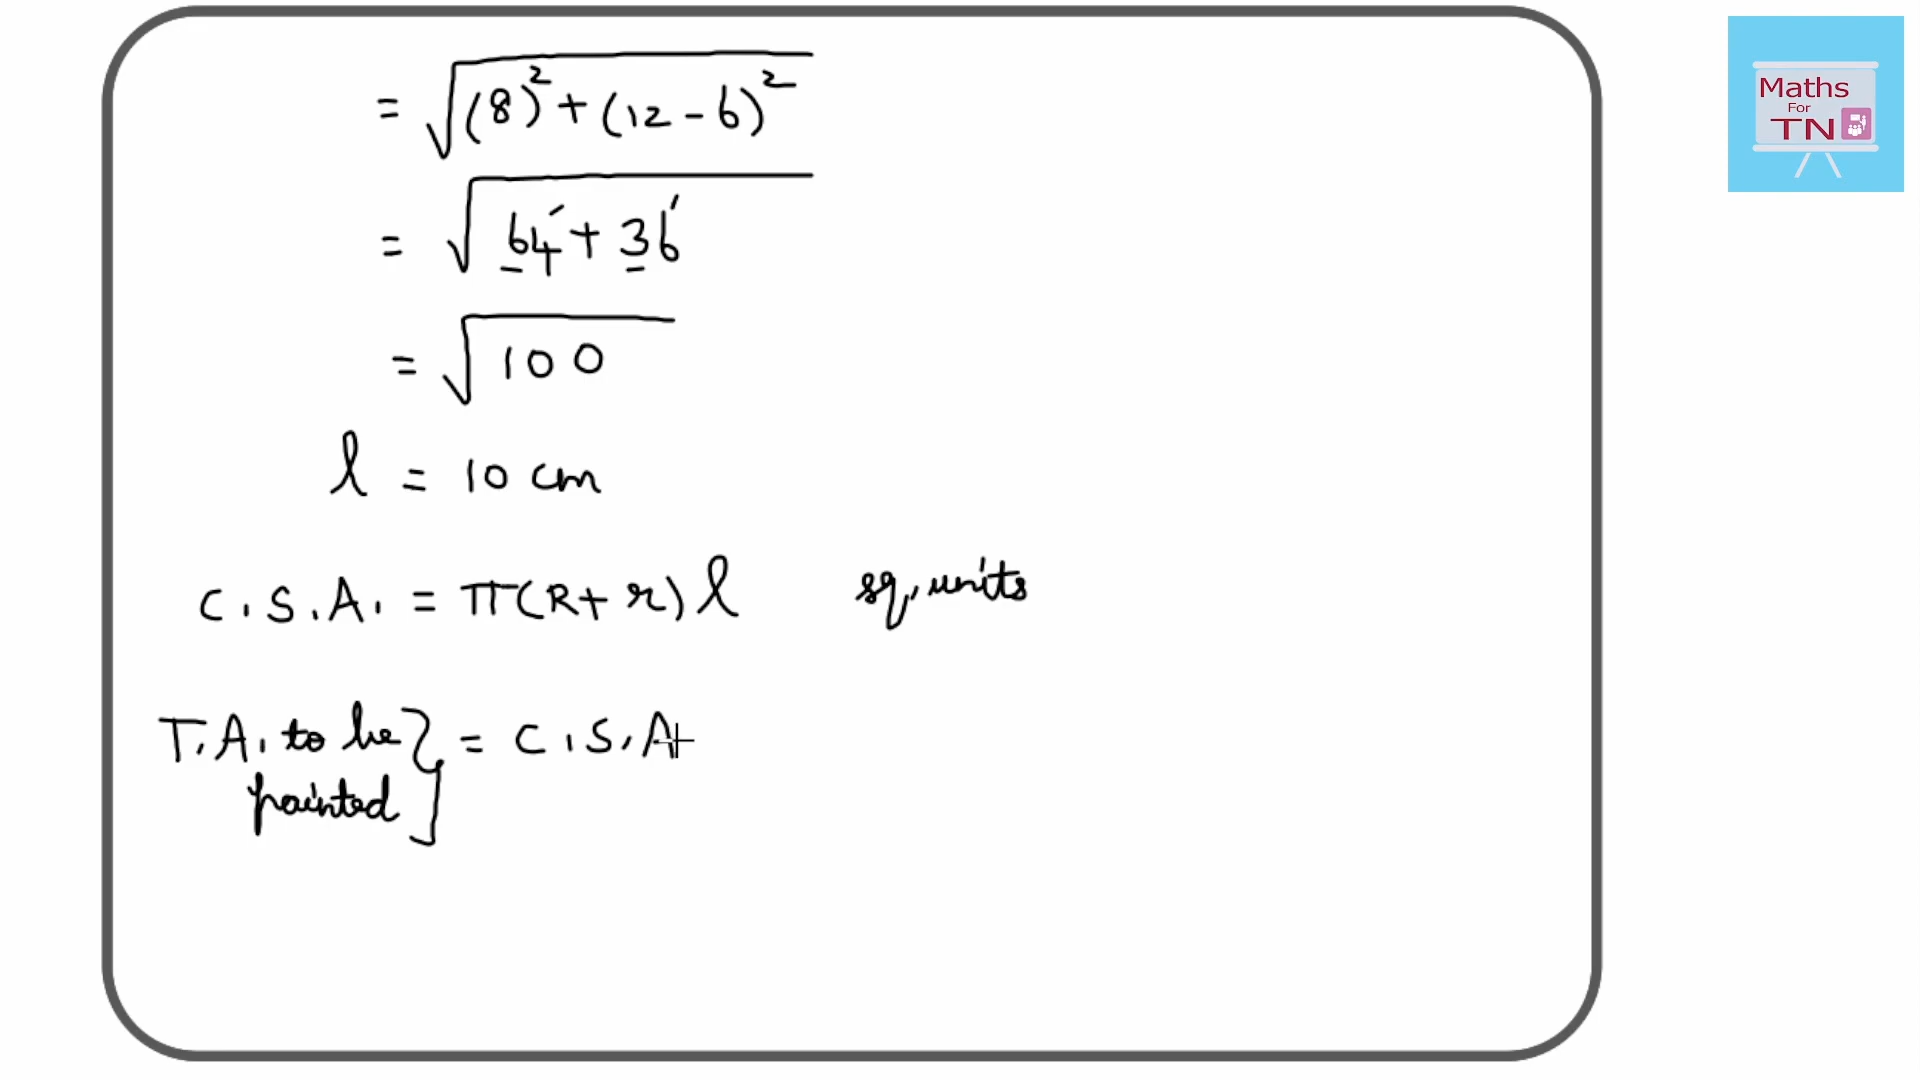 = √(8)² + (12 - 6)²
= √64 + 36
= √100
l = 10 cm
C.S.A. = π(R + r) l sq. units
T.A. to be } = C.S.A
painted
Maths
For
TN